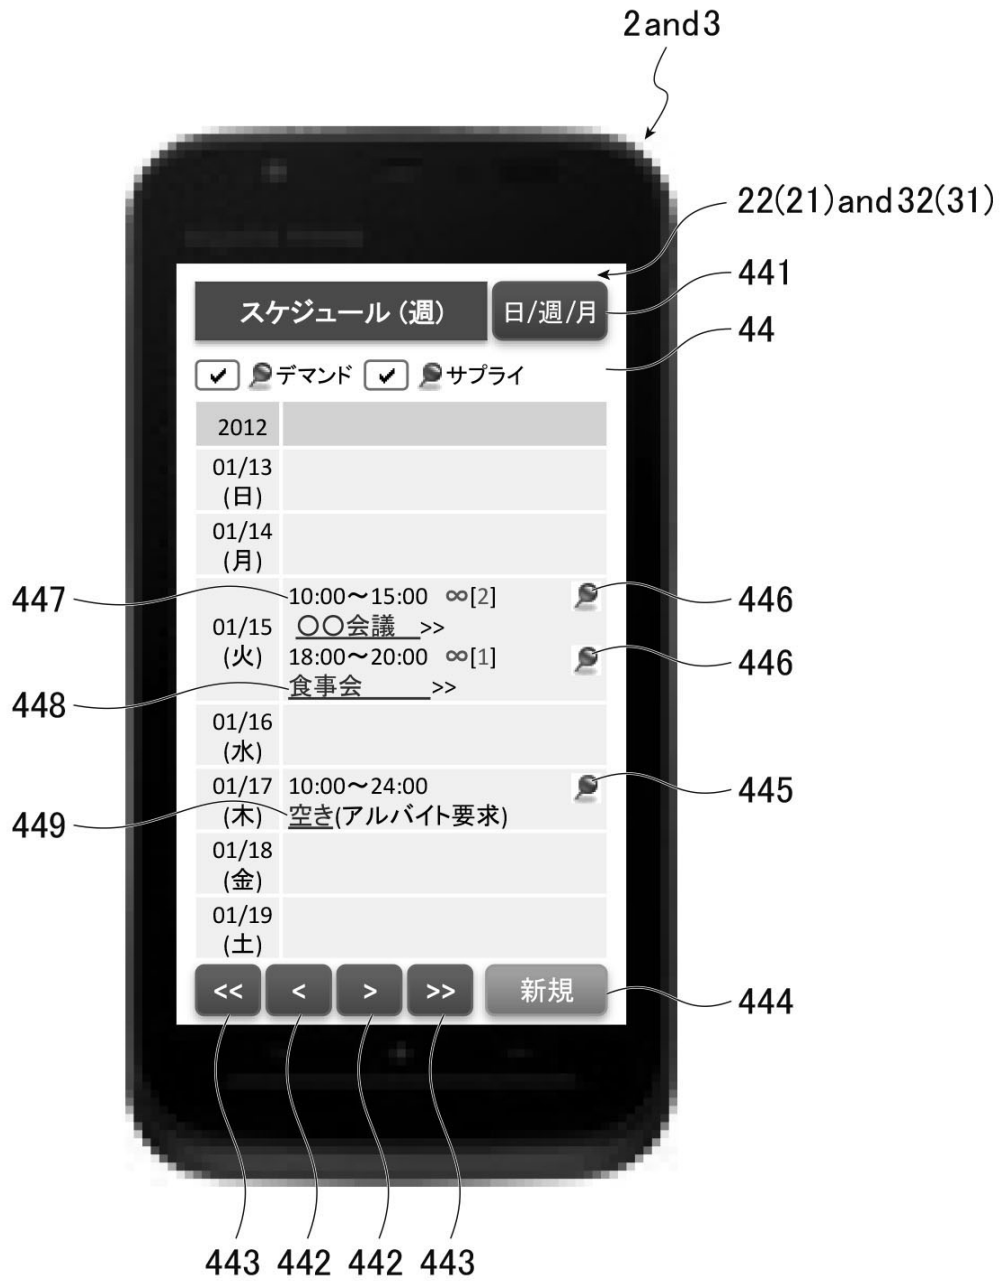 2and3
22(21)and32(31)
441
44
スケジュール（週） 日/週/月
✔ デマンド ✔ サプライ
2012
01/13
(日)
01/14
(月)
447
10:00～15:00 ∞[2]
446
01/15
(火)
〇〇会議 >>
18:00～20:00 ∞[1]
446
448
食事会 >>
01/16
(水)
01/17
(木)
10:00～24:00
445
449
空き(アルバイト要求)
01/18
(金)
01/19
(土)
<< < > >> 新規
444
443 442 442 443